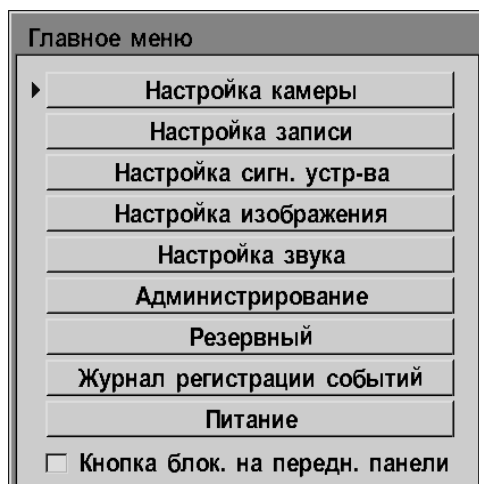 Главное меню
Настройка камеры
Настройка записи
Настройка сигн. устр-ва
Настройка изображения
Настройка звука
Администрирование
Резервный
Журнал регистрации событий
Питание
Кнопка блок. на передн. панели